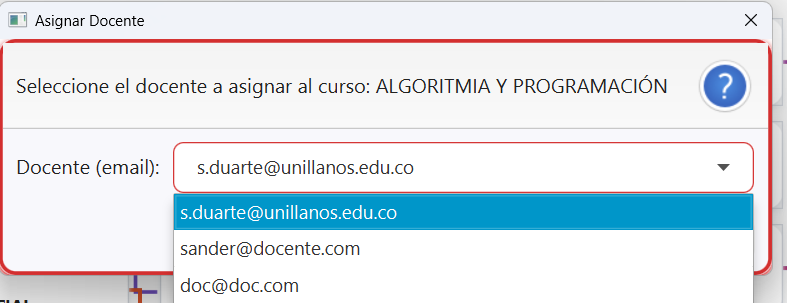 Asignar Docente
Seleccione el docente a asignar al curso: ALGORITMIA Y PROGRAMACIÓN
?
Docente (email): s.duarte@unillanos.edu.co
s.duarte@unillanos.edu.co
sander@docente.com
doc@doc.com